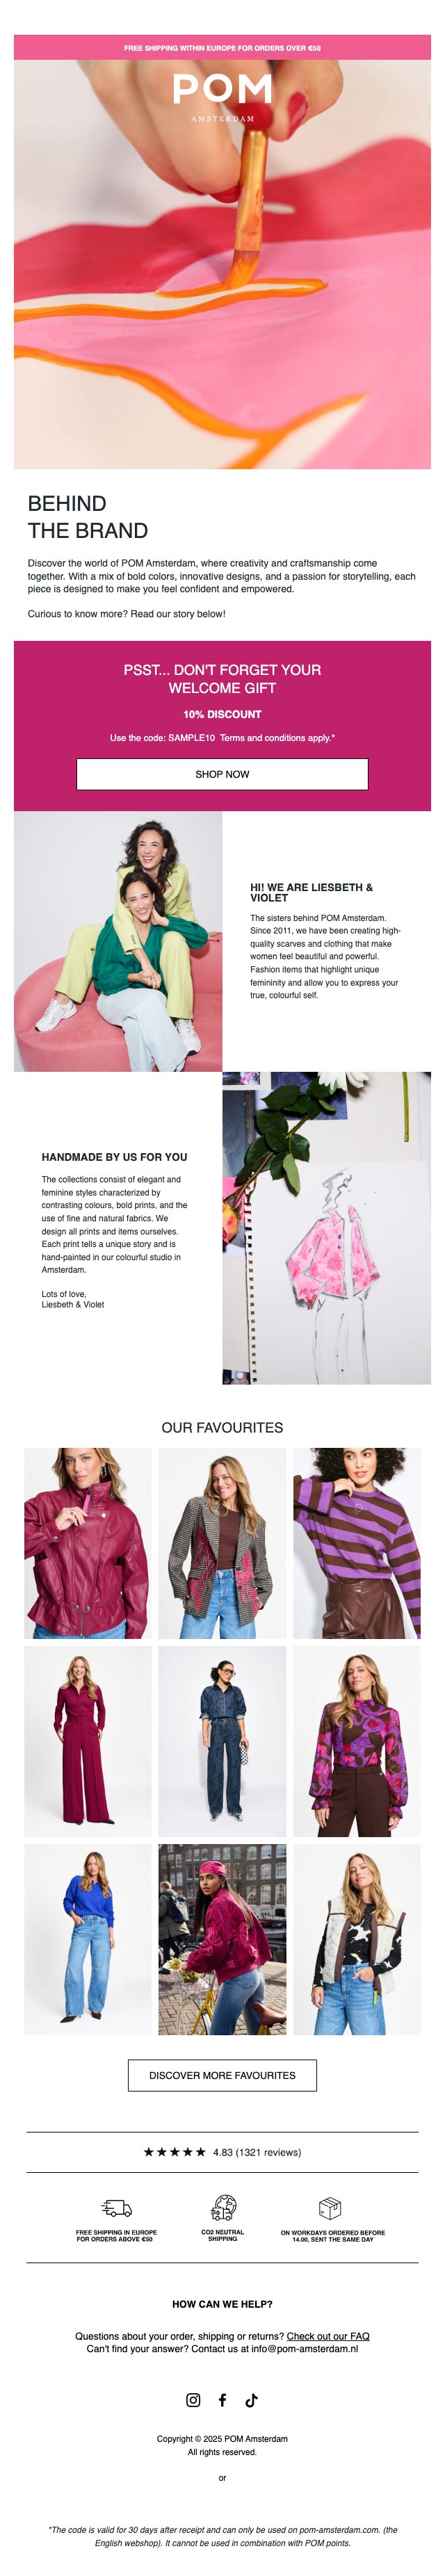 FREE SHIPPING WITHIN EUROPE FOR ORDERS OVER €50
POM
AMSTERDAM
BEHIND
THE BRAND
Discover the world of POM Amsterdam, where creativity and craftsmanship come
together. With a mix of bold colors, innovative designs, and a passion for storytelling, each
piece is designed to make you feel confident and empowered.
Curious to know more? Read our story below!
PSST... DON'T FORGET YOUR
WELCOME GIFT
10% DISCOUNT
Use the code: SAMPLE10 Terms and conditions apply.*
SHOP NOW
HI! WE ARE LIESBETH &
VIOLET
The sisters behind POM Amsterdam.
Since 2011, we have been creating high-
quality scarves and clothing that make
women feel beautiful and powerful.
Fashion items that highlight unique
femininity and allow you to express your
true, colourful self.
HANDMADE BY US FOR YOU
The collections consist of elegant and
feminine styles characterized by
contrasting colours, bold prints, and the
use of fine and natural fabrics. We
design all prints and items ourselves.
Each print tells a unique story and is
hand-painted in our colourful studio in
Amsterdam.
Lots of love,
Liesbeth & Violet
OUR FAVOURITES
DISCOVER MORE FAVOURITES
★★★★★ 4.83 (1321 reviews)
FREE SHIPPING IN EUROPE
FOR ORDERS ABOVE €50
CO2 NEUTRAL
SHIPPING
ON WORKDAYS ORDERED BEFORE
14.00, SENT THE SAME DAY
HOW CAN WE HELP?
Questions about your order, shipping or returns? Check out our FAQ
Can't find your answer? Contact us at info@pom-amsterdam.nl
Copyright © 2025 POM Amsterdam
All rights reserved.
or
*The code is valid for 30 days after receipt and can only be used on pom-amsterdam.com. (the
English webshop). It cannot be used in combination with POM points.